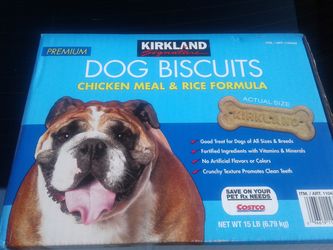 KIRKLAND
Signature
PREMIUM
DOG BISCUITS
CHICKEN MEAL & RICE FORMULA
ACTUAL SIZE
KIRKLAND
Good Treat for Dogs of All Sizes & Breeds
Fortified Ingredients with Vitamins & Minerals
No Artificial Flavors or Colors
Crunchy Texture Promotes Clean Teeth
SAVE ON YOUR
PET Rx NEEDS
COSTCO
NET WT 15 LB (6.79 kg)